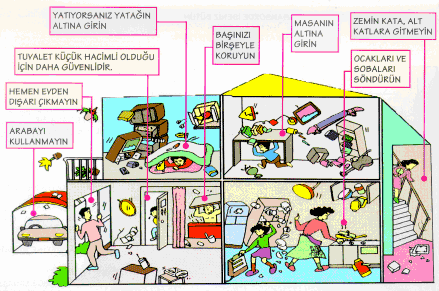 YATIYORSANIZ YATAĞIN
ALTINA GİRİN
TUVALET KÜÇÜK HACİMLİ OLDUĞU
İÇİN DAHA GÜVENLİDİR.
HEMEN EVDEN
DIŞARI ÇIKMAYIN
ARABAYI
KULLANMAYIN
BAŞINIZI
BİRŞEYLE
KORUYUN
MASANIN
ALTINA
GİRİN
ZEMİN KATA, ALT
KATLARA GİTMEYİN
OCAKLARI VE
SOBALARI
SÖNDÜRÜN